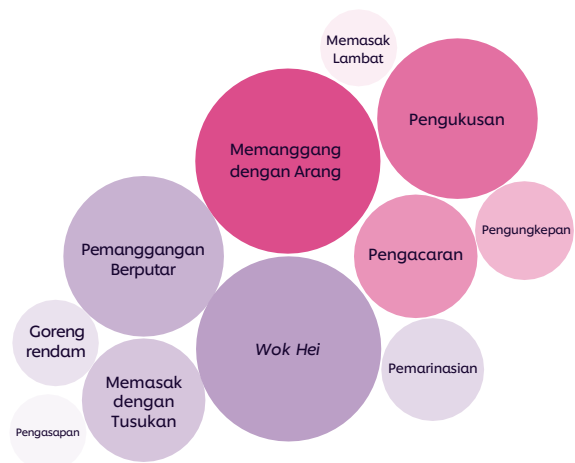 Memasak
Lambat
Pengukusan
Memanggang
dengan Arang
Pengungkepan
Pengacaran
Pemanggangan
Berputar
Wok Hei
Goreng
rendam
Pemarinasian
Memasak
dengan
Tusukan
Pengasapan